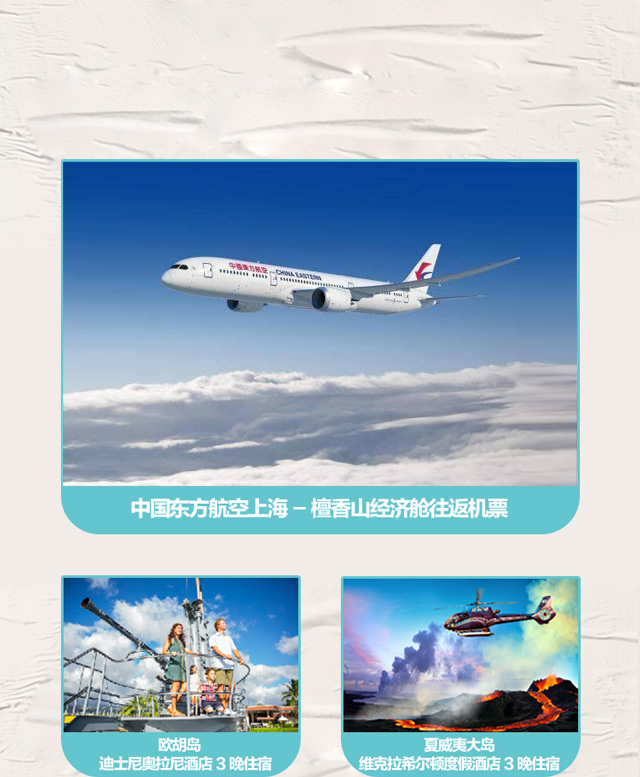 中国東方航空 CHINA EASTERN
中国东方航空上海 – 檀香山经济舱往返机票
欧胡岛
迪士尼奥拉尼酒店 3 晚住宿
夏威夷大岛
维克拉希尔顿度假酒店 3 晚住宿